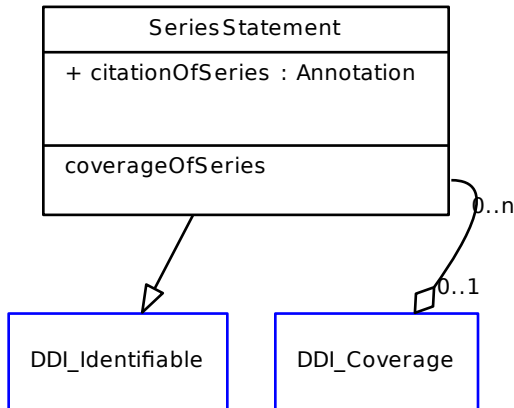 SeriesStatement
+ citationOfSeries : Annotation
coverageOfSeries
0..n
0..1
DDI_Identifiable
DDI_Coverage